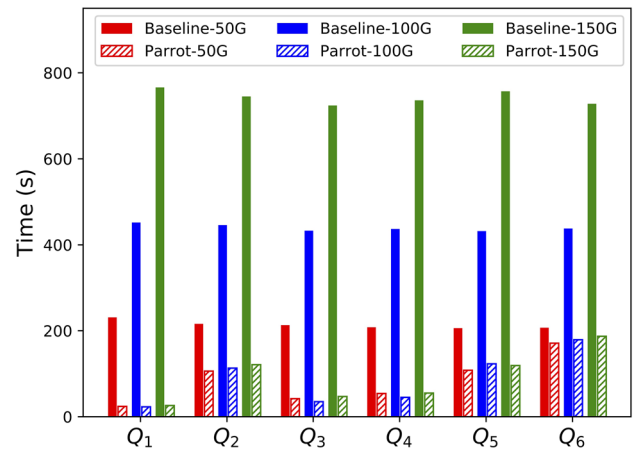 Baseline-50G Baseline-100G Baseline-150G
Parrot-50G Parrot-100G Parrot-150G
800
600
400
200
0
Time (s)
Q1 Q2 Q3 Q4 Q5 Q6